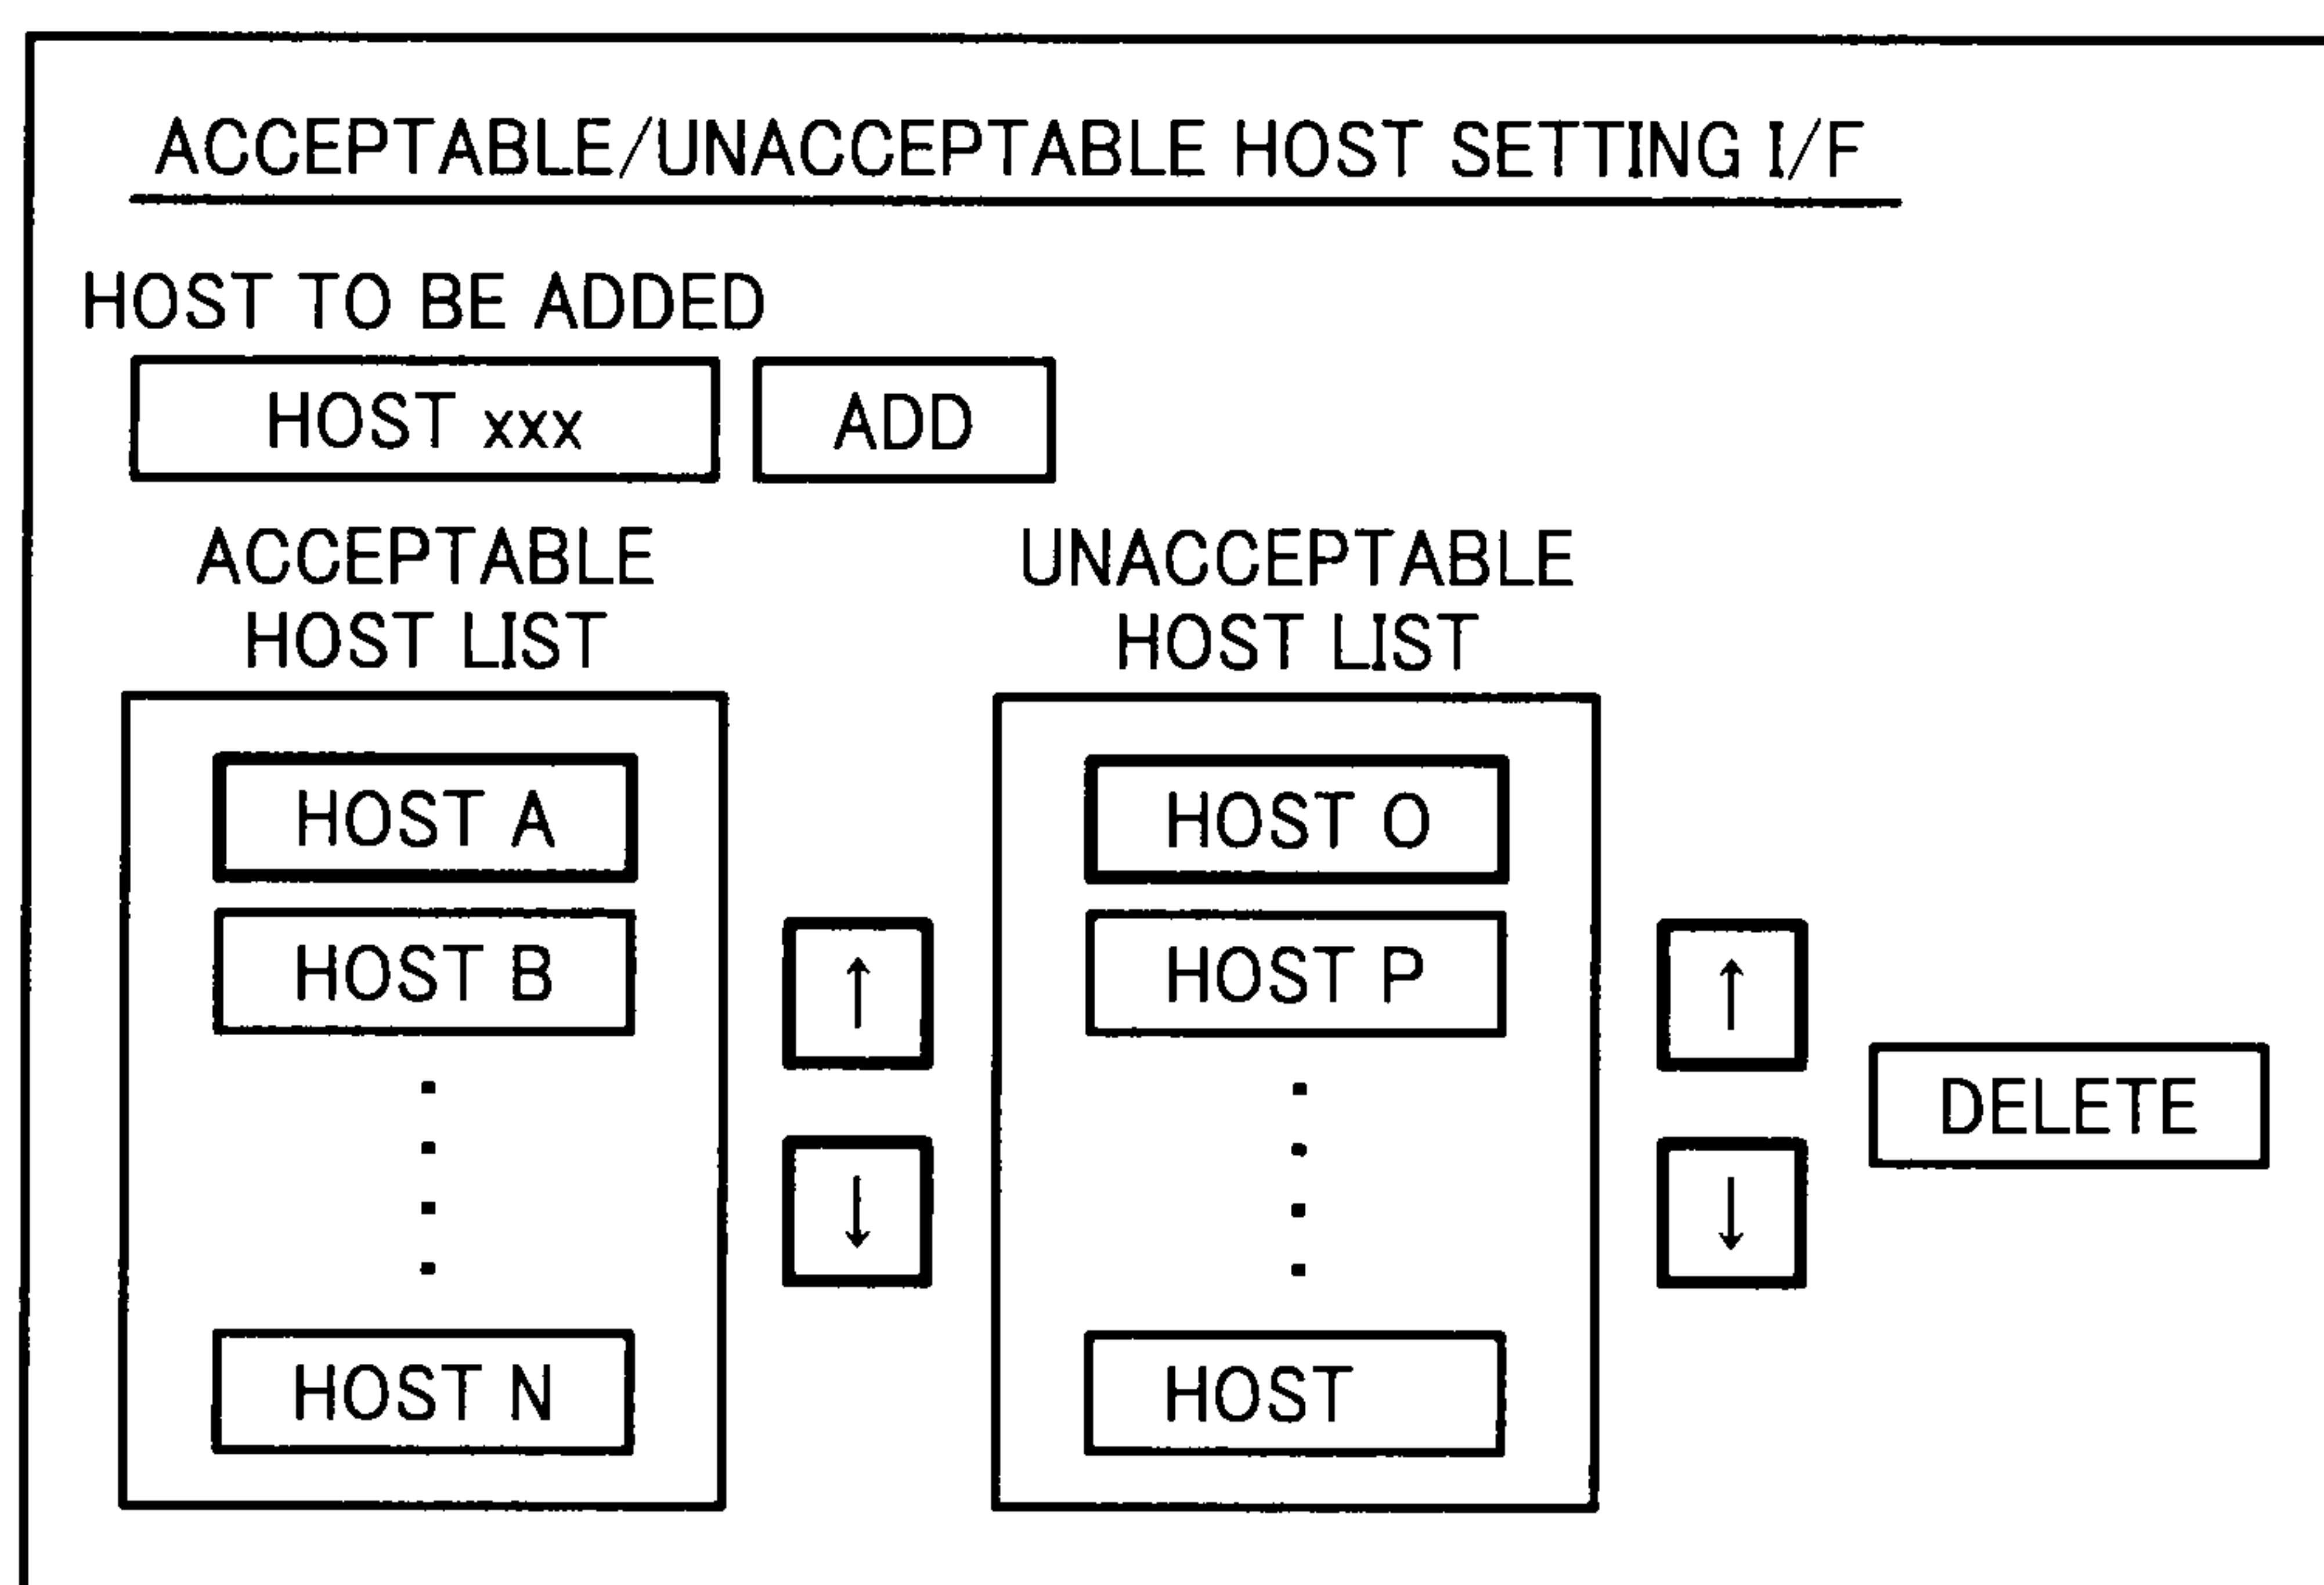 ACCEPTABLE/UNACCEPTABLE HOST SETTING I/F
HOST TO BE ADDED
HOST xxx
ADD
ACCEPTABLE
HOST LIST
UNACCEPTABLE
HOST LIST
HOST A
HOST B
HOST N
↑
↓
HOST O
HOST P
HOST
↑
↓
DELETE